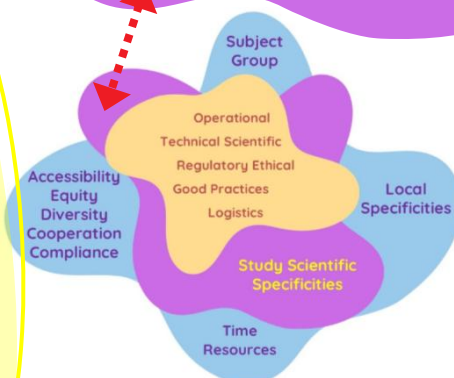 Subject
Group
Operational
Technical Scientific
Regulatory Ethical
Good Practices
Logistics
Accessibility
Equity
Diversity
Cooperation
Compliance
Local
Specificities
Study Scientific
Specificities
Time
Resources